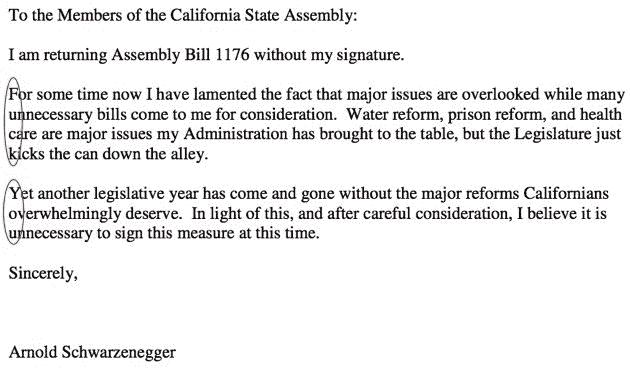 To the Members of the California State Assembly:
I am returning Assembly Bill 1176 without my signature.
For some time now I have lamented the fact that major issues are overlooked while many
unnecessary bills come to me for consideration. Water reform, prison reform, and health
care are major issues my Administration has brought to the table, but the Legislature just
kicks the can down the alley.
Yet another legislative year has come and gone without the major reforms Californians
overwhelmingly deserve. In light of this, and after careful consideration, I believe it is
unnecessary to sign this measure at this time.
Sincerely,
Arnold Schwarzenegger